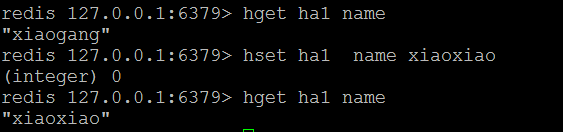 redis 127.0.0.1:6379> hget ha1 name
"xiaogang"
redis 127.0.0.1:6379> hset ha1  name xiaoxiao
(integer) 0
redis 127.0.0.1:6379> hget ha1 name
"xiaoxiao"